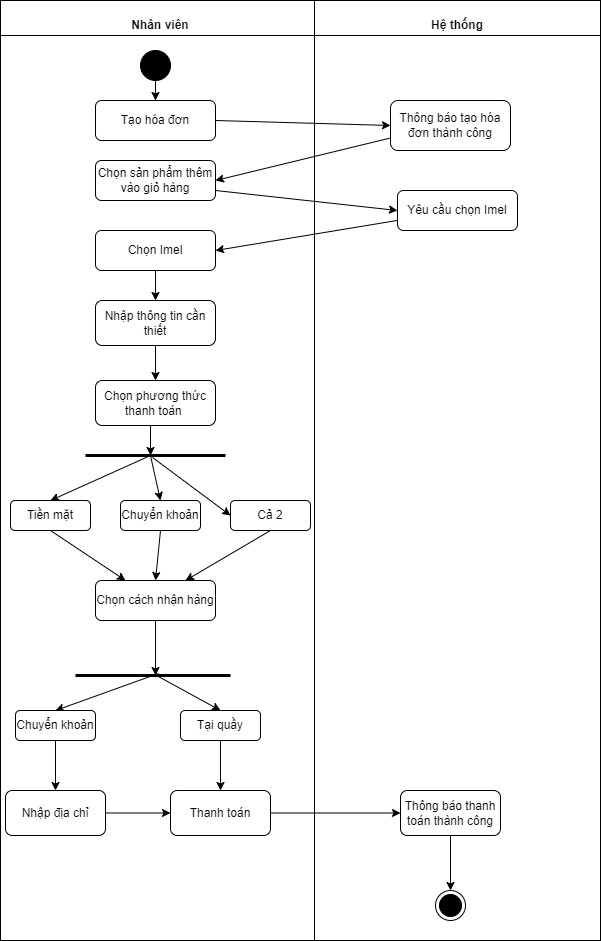 Nhân viên
Hệ thống
Tạo hóa đơn
Thông báo tạo hóa
đơn thành công
Chọn sản phẩm thêm
vào giỏ hàng
Yêu cầu chọn Imel
Chọn Imel
Nhập thông tin cần
thiết
Chọn phương thức
thanh toán
Tiền mặt
Chuyển khoản
Cả 2
Chọn cách nhận hàng
Chuyển khoản
Tại quầy
Nhập địa chỉ
Thanh toán
Thông báo thanh
toán thành công